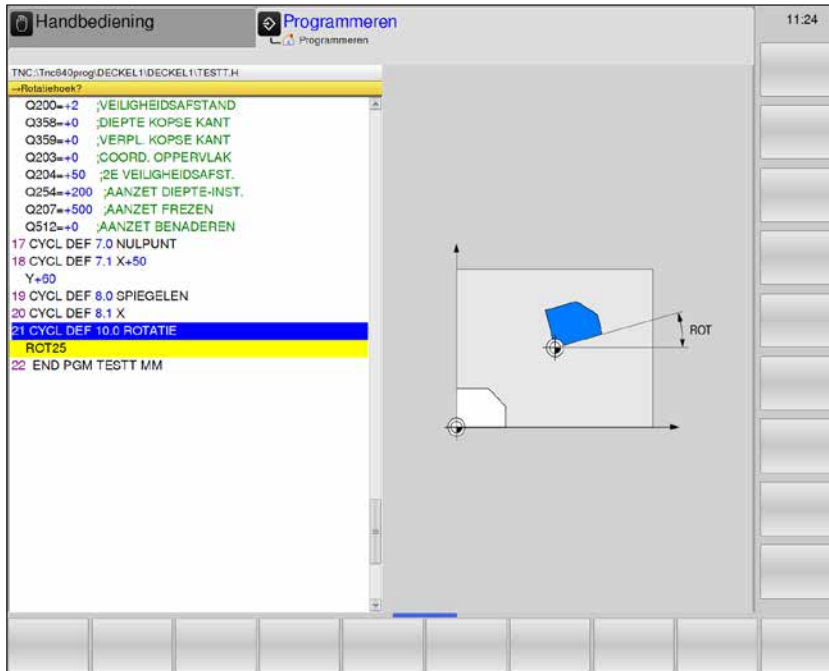 Handbediening
Programmeren
Programmeren
11:24
TNC:\Tnc640prog\DECKEL1\DECKEL1\TESTT.H
→Rotatiehoek?
Q200=+2 ;VEILIGHEIDSAFSTAND
Q358=+0 ;DIEPTE KOPSE KANT
Q359=+0 ;VERPL. KOPSE KANT
Q203=+0 ;COORD. OPPERVLAK
Q204=+50 ;2E VEILIGHEIDSAFST.
Q254=+200 ;AANZET DIEPTE-INST.
Q207=+500 ;AANZET FREZEN
Q512=+0 ;AANZET BENADEREN
17 CYCL DEF 7.0 NULPUNT
18 CYCL DEF 7.1 X+50
Y+60
19 CYCL DEF 8.0 SPIEGELEN
20 CYCL DEF 8.1 X
21 CYCL DEF 10.0 ROTATIE
ROT25
22 END PGM TESTT MM
ROT